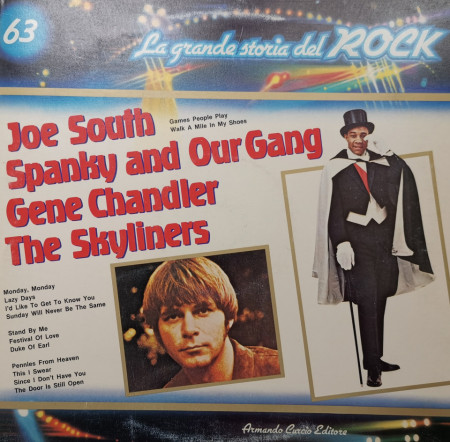 63
La grande storia del ROCK
Joe South
Games People Play
Walk A Mile In My Shoes
Spanky and Our Gang
Gene Chandler
The Skyliners
Monday, Monday
Lazy Days
I'd Like To Get To Know You
Sunday Will Never Be The Same
Stand By Me
Festival Of Love
Duke Of Earl
Pennies From Heaven
This I Swear
Since I Don't Have You
The Door Is Still Open
Armando Curcio Editore